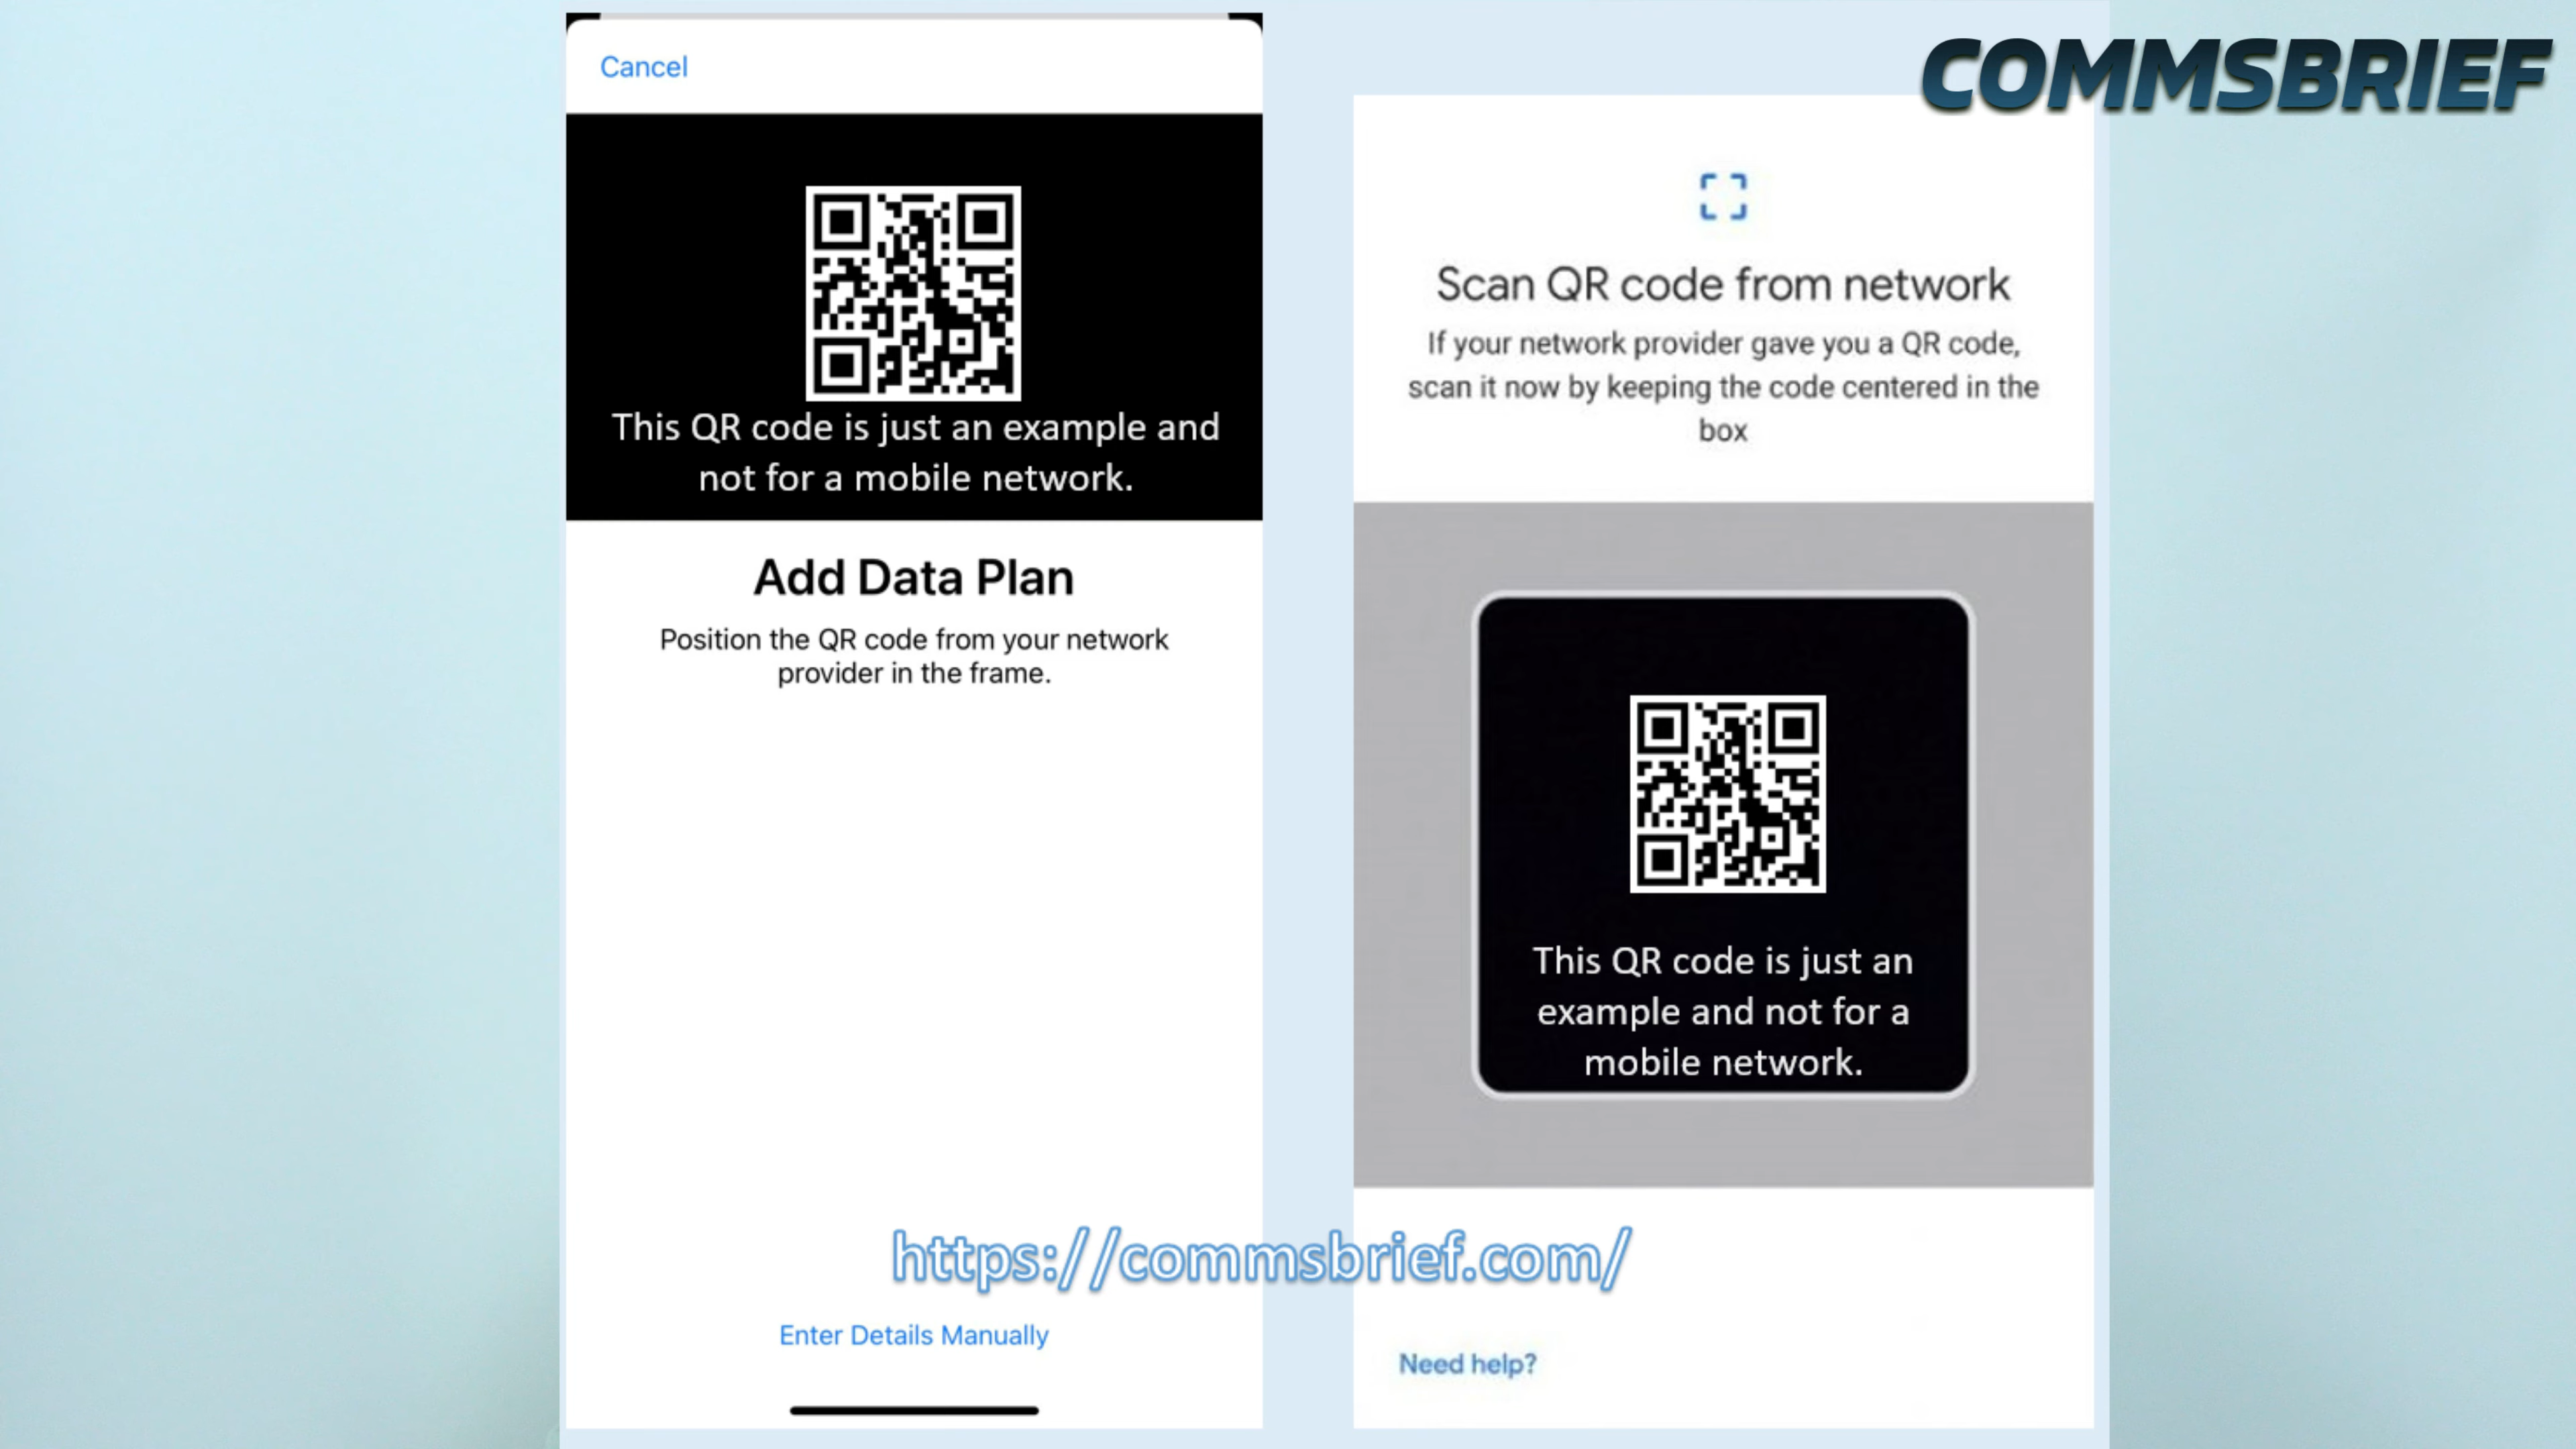 COMMSBRIEF
Cancel
This QR code is just an example and
not for a mobile network.
Add Data Plan
Position the QR code from your network
provider in the frame.
Enter Details Manually
Scan QR code from network
If your network provider gave you a QR code,
scan it now by keeping the code centered in the
box
This QR code is just an
example and not for a
mobile network.
https://commsbrief.com/
Need help?